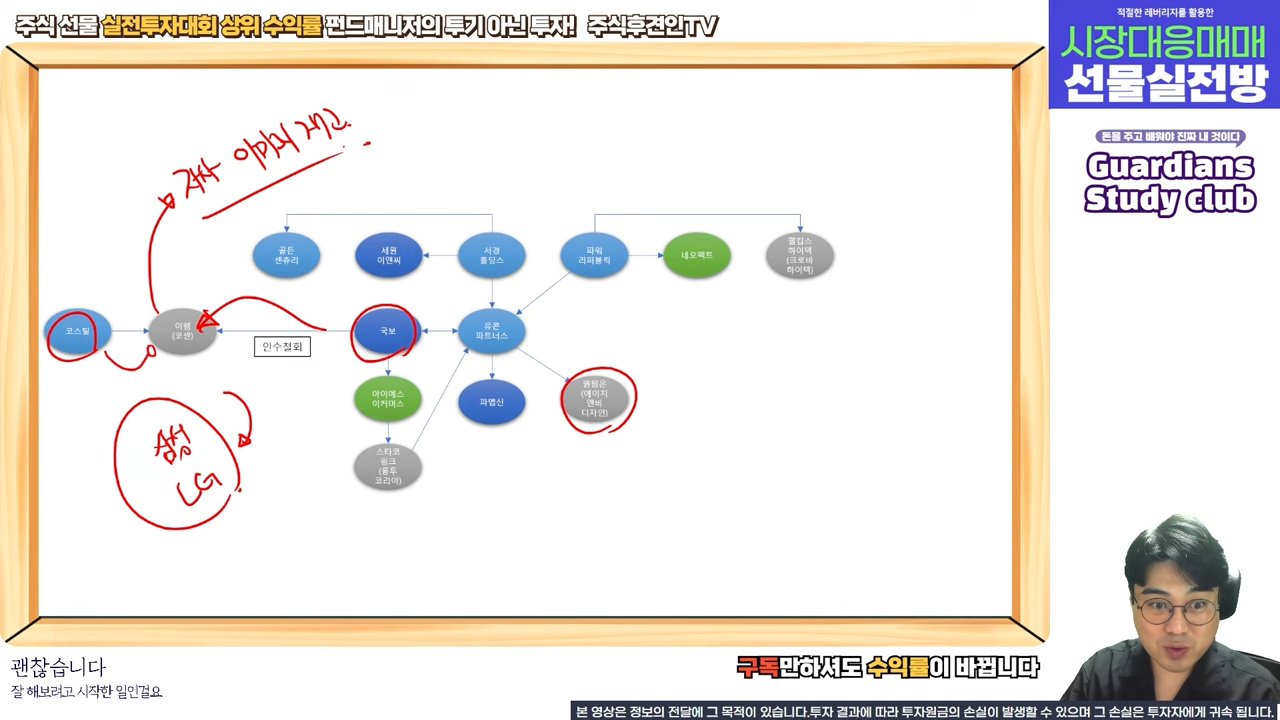 주식 선물 실전투자대회 상위 수익률 펀드매니저의 투기 아닌 투자! 주식후견인TV
적절한 레버리지를 활용한
시장대응매매
선물실전방
돈을 주고 배워야 진짜 내 것이다
Guardians
Study club
자사 이미지 제고
골든
센츄리
세원
이앤씨
서경
홀딩스
파워
리퍼블릭
네오팩트
웰킵스
하이텍
(크로바
하이텍)
코스틸
이렘
(코센)
인수철회
국보
유콘
파트너스
아이에스
이커머스
파멥신
퀀텀온
(에이지
앤비
디자인)
스타코
링크
(룽투
코리아)
삼성
LG
괜찮습니다
잘 해보려고 시작한 일인걸요
구독만하셔도 수익률이 바뀝니다
본 영상은 정보의 전달에 그 목적이 있습니다.투자 결과에 따라 투자원금의 손실이 발생할 수 있으며 그 손실은 투자자에게 귀속 됩니다.